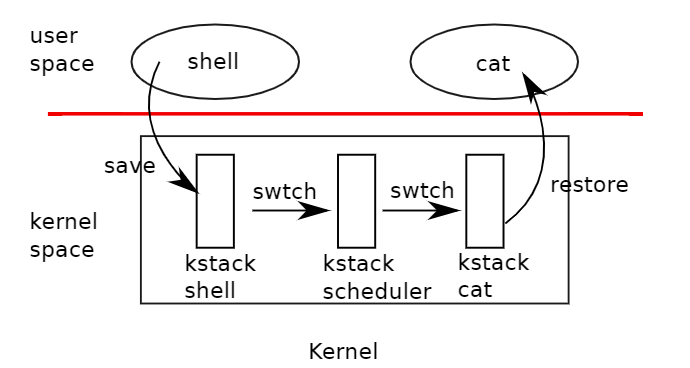 user
space
shell
cat
save
swtch
swtch
restore
kernel
space
kstack
shell
kstack
scheduler
kstack
cat
Kernel